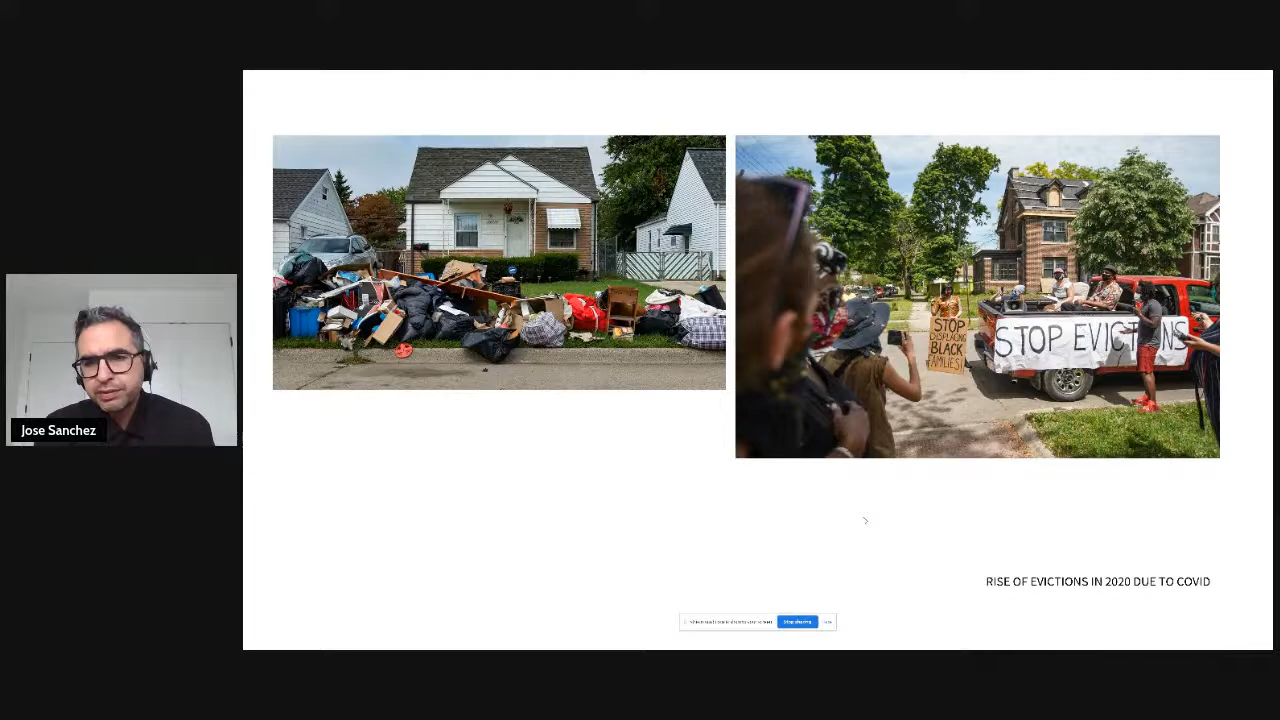 Jose Sanchez
STOP
DISPLACING
BLACK
FAMILIES!
STOP EVICTIONS
RISE OF EVICTIONS IN 2020 DUE TO COVID
Stop sharing